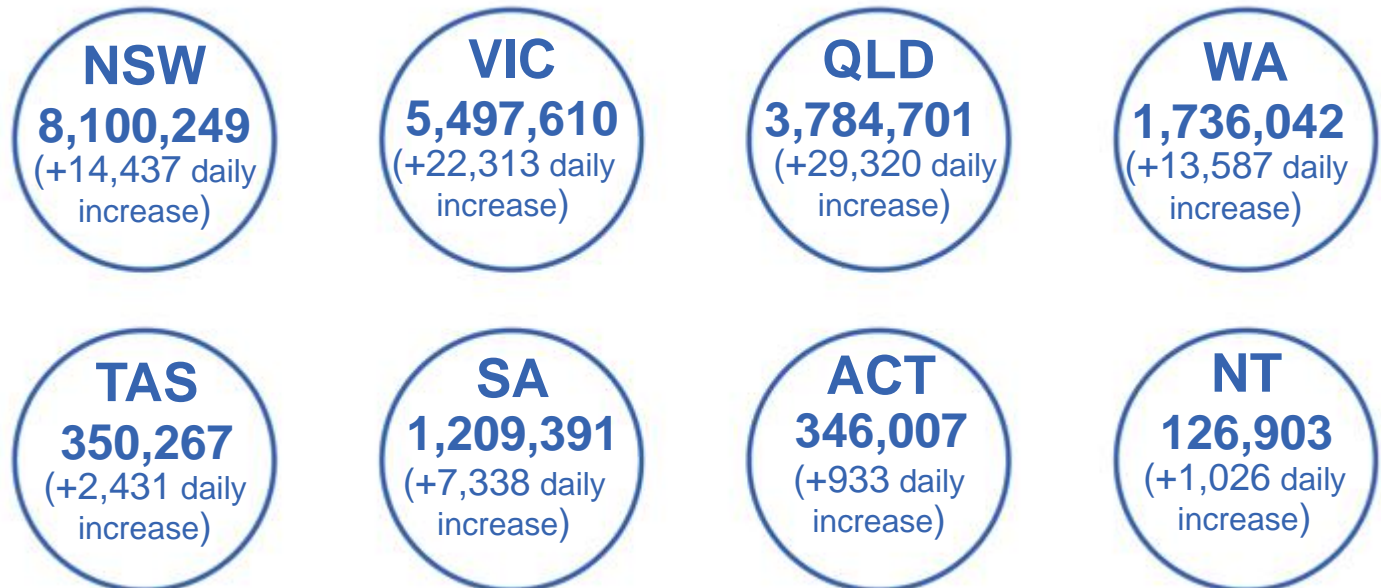 NSW
8,100,249
(+14,437 daily
increase)
VIC
5,497,610
(+22,313 daily
increase)
QLD
3,784,701
(+29,320 daily
increase)
WA
1,736,042
(+13,587 daily
increase)
TAS
350,267
(+2,431 daily
increase)
SA
1,209,391
(+7,338 daily
increase)
ACT
346,007
(+933 daily
increase)
NT
126,903
(+1,026 daily
increase)